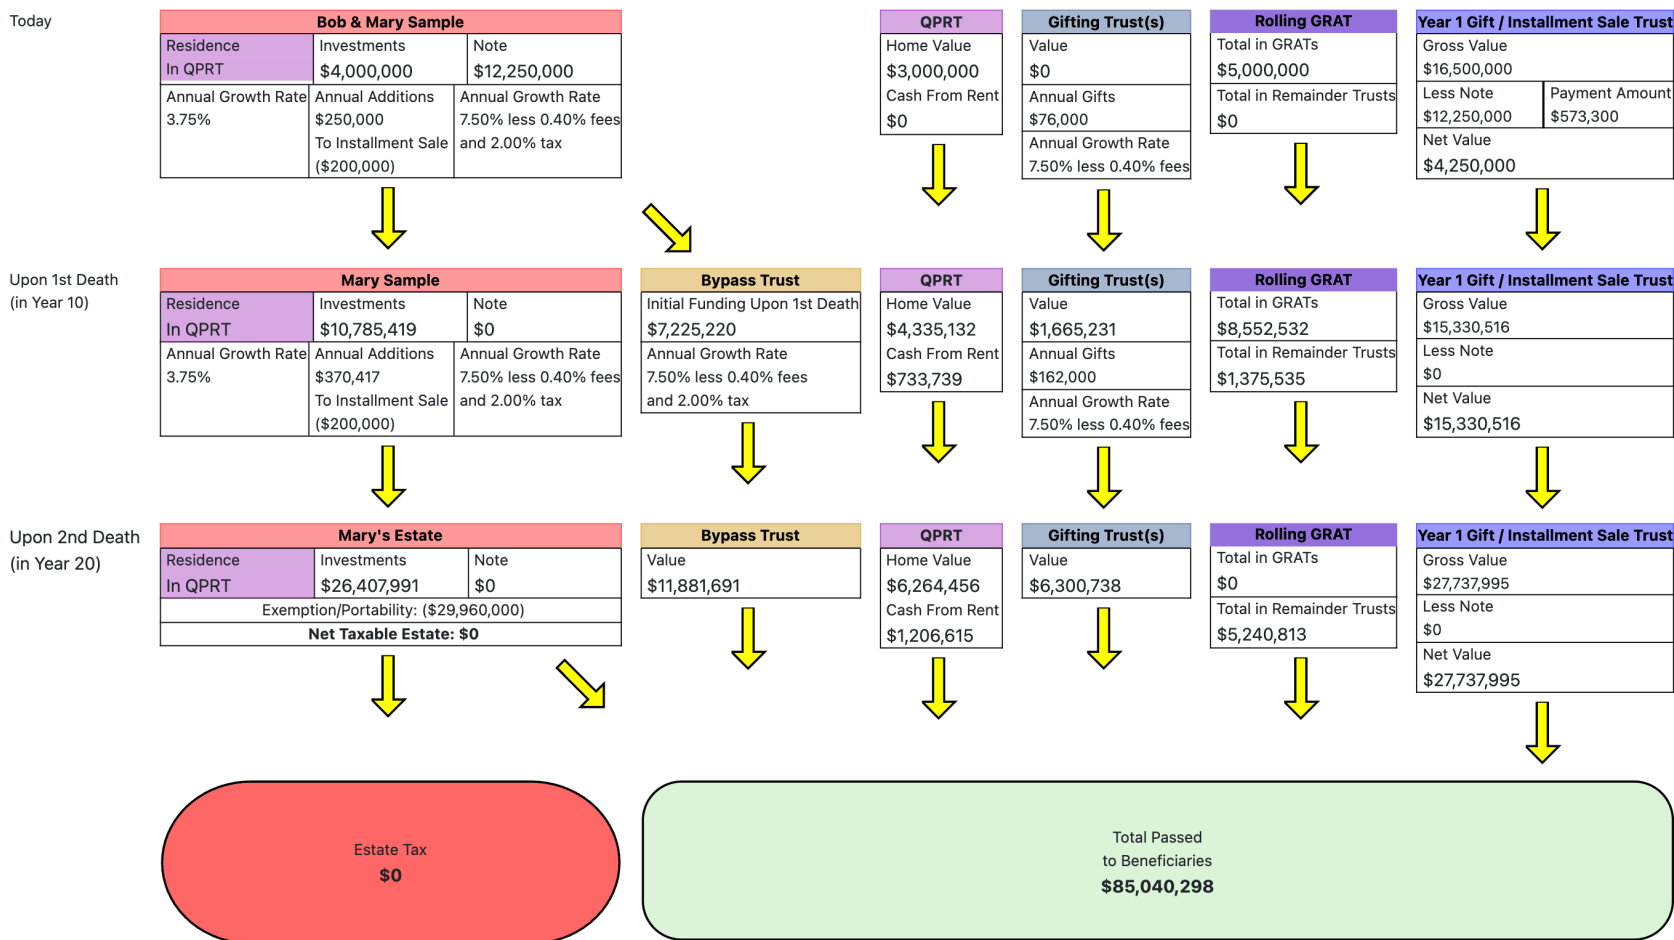 Today
Bob & Mary Sample
Residence
In QPRT
Investments
$4,000,000
Note
$12,250,000
Annual Growth Rate
3.75%
Annual Additions
$250,000
To Installment Sale
($200,000)
Annual Growth Rate
7.50% less 0.40% fees
and 2.00% tax
QPRT
Home Value
$3,000,000
Cash From Rent
$0
Gifting Trust(s)
Value
$0
Annual Gifts
$76,000
Annual Growth Rate
7.50% less 0.40% fees
Rolling GRAT
Total in GRATs
$5,000,000
Total in Remainder Trusts
$0
Year 1 Gift / Installment Sale Trust
Gross Value
$16,500,000
Less Note
$12,250,000
Payment Amount
$573,300
Net Value
$4,250,000
Upon 1st Death
(in Year 10)
Mary Sample
Residence
In QPRT
Investments
$10,785,419
Note
$0
Annual Growth Rate
3.75%
Annual Additions
$370,417
To Installment Sale
($200,000)
Annual Growth Rate
7.50% less 0.40% fees
and 2.00% tax
Bypass Trust
Initial Funding Upon 1st Death
$7,225,220
Annual Growth Rate
7.50% less 0.40% fees
and 2.00% tax
QPRT
Home Value
$4,335,132
Cash From Rent
$733,739
Gifting Trust(s)
Value
$1,665,231
Annual Gifts
$162,000
Annual Growth Rate
7.50% less 0.40% fees
Rolling GRAT
Total in GRATs
$8,552,532
Total in Remainder Trusts
$1,375,535
Year 1 Gift / Installment Sale Trust
Gross Value
$15,330,516
Less Note
$0
Net Value
$15,330,516
Upon 2nd Death
(in Year 20)
Mary's Estate
Residence
In QPRT
Investments
$26,407,991
Note
$0
Exemption/Portability: ($29,960,000)
Net Taxable Estate: $0
Bypass Trust
Value
$11,881,691
QPRT
Home Value
$6,264,456
Cash From Rent
$1,206,615
Gifting Trust(s)
Value
$6,300,738
Rolling GRAT
Total in GRATs
$0
Total in Remainder Trusts
$5,240,813
Year 1 Gift / Installment Sale Trust
Gross Value
$27,737,995
Less Note
$0
Net Value
$27,737,995
Estate Tax
$0
Total Passed
to Beneficiaries
$85,040,298